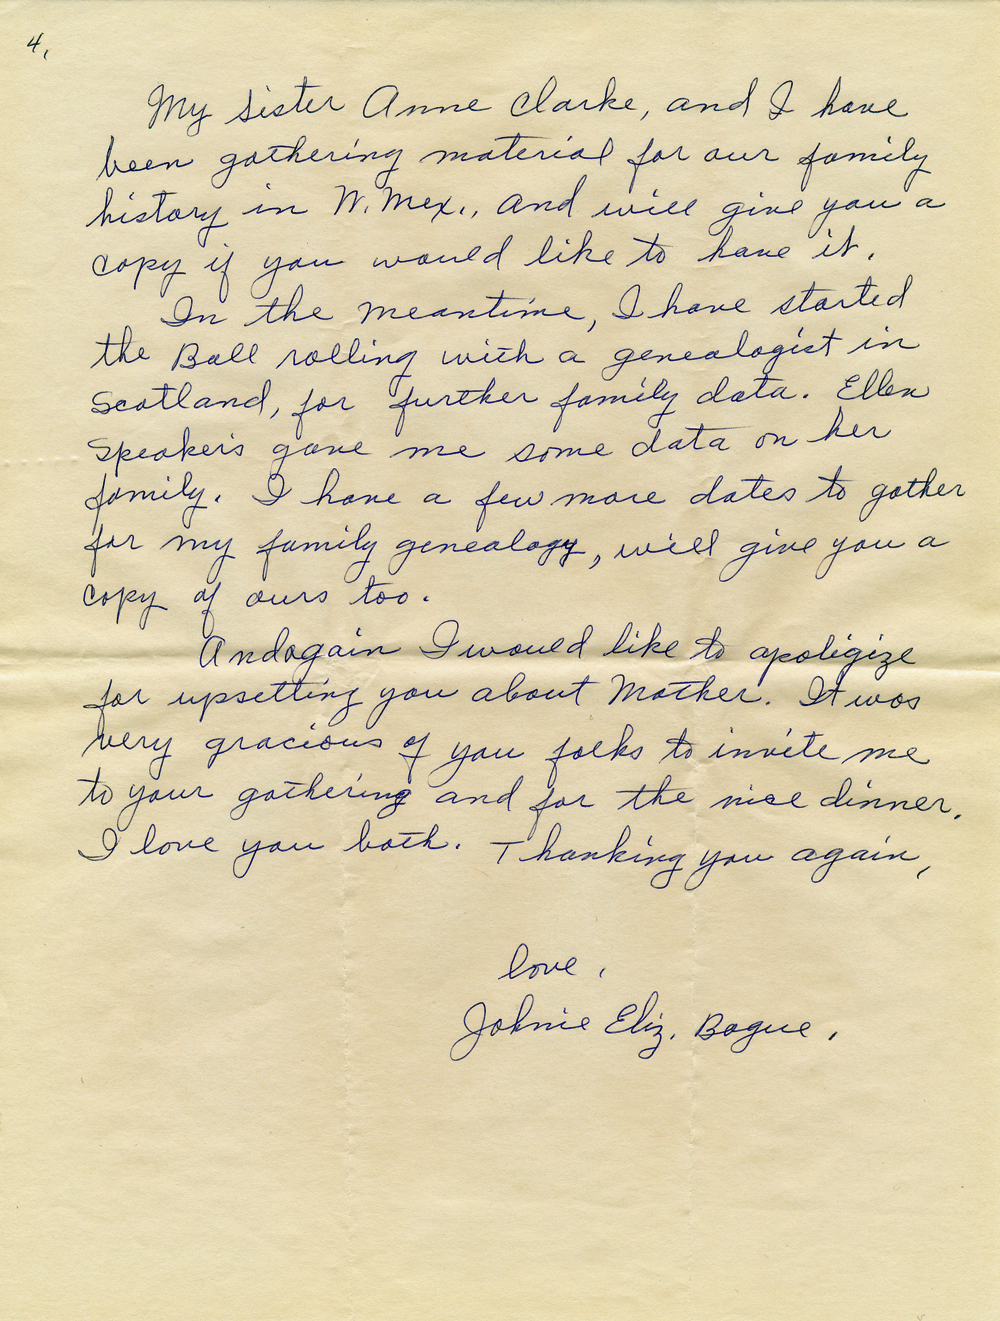 4,
My sister Anne Clarke, and I have
been gathering material for our family
history in N. Mex., and will give you a
copy if you would like to have it.
In the meantime, I have started
the Ball rolling with a genealogist in
Scotland, for further family data. Ellen
Speakers gave me some data on her
family. I have a few more dates to gather
for my family genealogy, will give you a
copy of ours too.
And again I would like to apoligize
for upsetting you about Mother. It was
very gracious of you folks to invite me
to your gathering and for the nice dinner.
I love you both. Thanking you again,
love,
Johnie Eliz. Bogue.